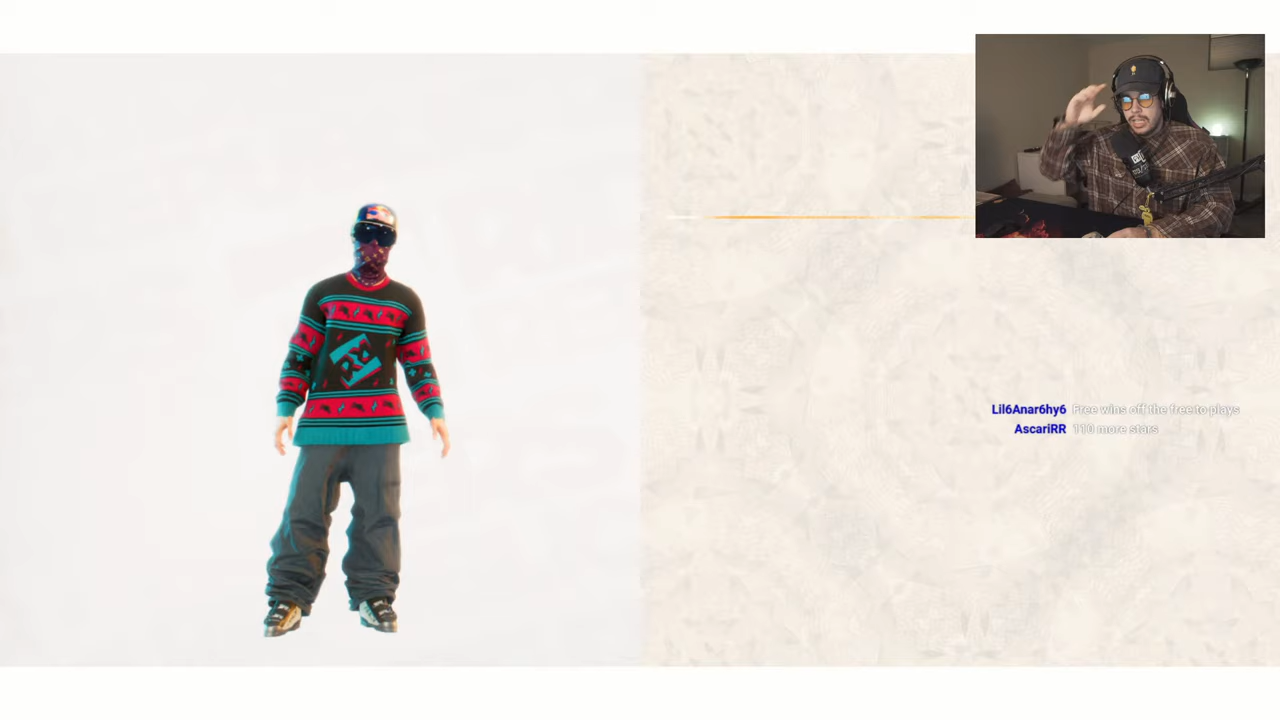 Lil6Anar6hy6 Free wins off the free to plays
AscariRR 110 more stars